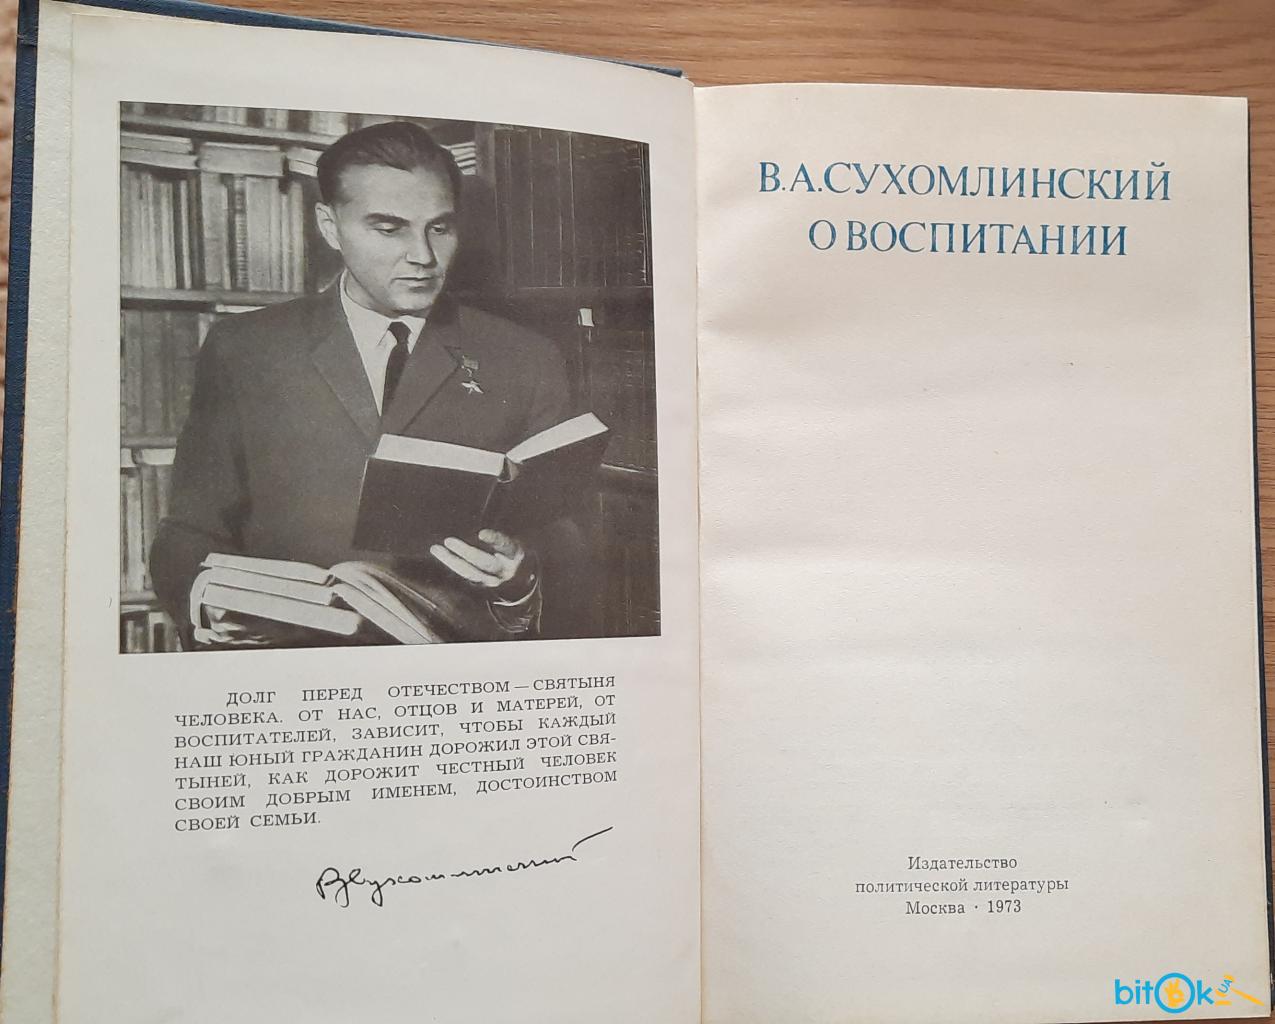 ДОЛГ ПЕРЕД ОТЕЧЕСТВОМ — СВЯТЫНЯ
ЧЕЛОВЕКА. ОТ НАС, ОТЦОВ И МАТЕРЕЙ, ОТ
ВОСПИТАТЕЛЕЙ, ЗАВИСИТ, ЧТОБЫ КАЖДЫЙ
НАШ ЮНЫЙ ГРАЖДАНИН ДОРОЖИЛ ЭТОЙ СВЯ-
ТЫНЕЙ, КАК ДОРОЖИТ ЧЕСТНЫЙ ЧЕЛОВЕК
СВОИМ ДОБРЫМ ИМЕНЕМ, ДОСТОИНСТВОМ
СВОЕЙ СЕМЬИ.
ВСухомлинский
В.А.СУХОМЛИНСКИЙ
О ВОСПИТАНИИ
Издательство
политической литературы
Москва · 1973
bitok UA